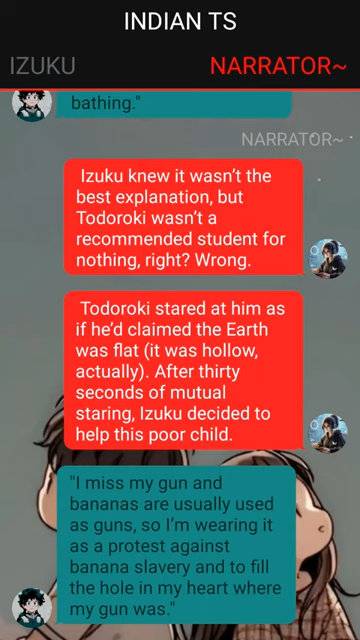 INDIAN TS
IZUKU
NARRATOR~
bathing."
NARRATOR~
Izuku knew it wasn't the
best explanation, but
Todoroki wasn't a
recommended student for
nothing, right? Wrong.
Todoroki stared at him as
if he'd claimed the Earth
was flat (it was hollow,
actually). After thirty
seconds of mutual
staring, Izuku decided to
help this poor child.
"I miss my gun and
bananas are usually used
as guns, so I'm wearing it
as a protest against
banana slavery and to fill
the hole in my heart where
my gun was."